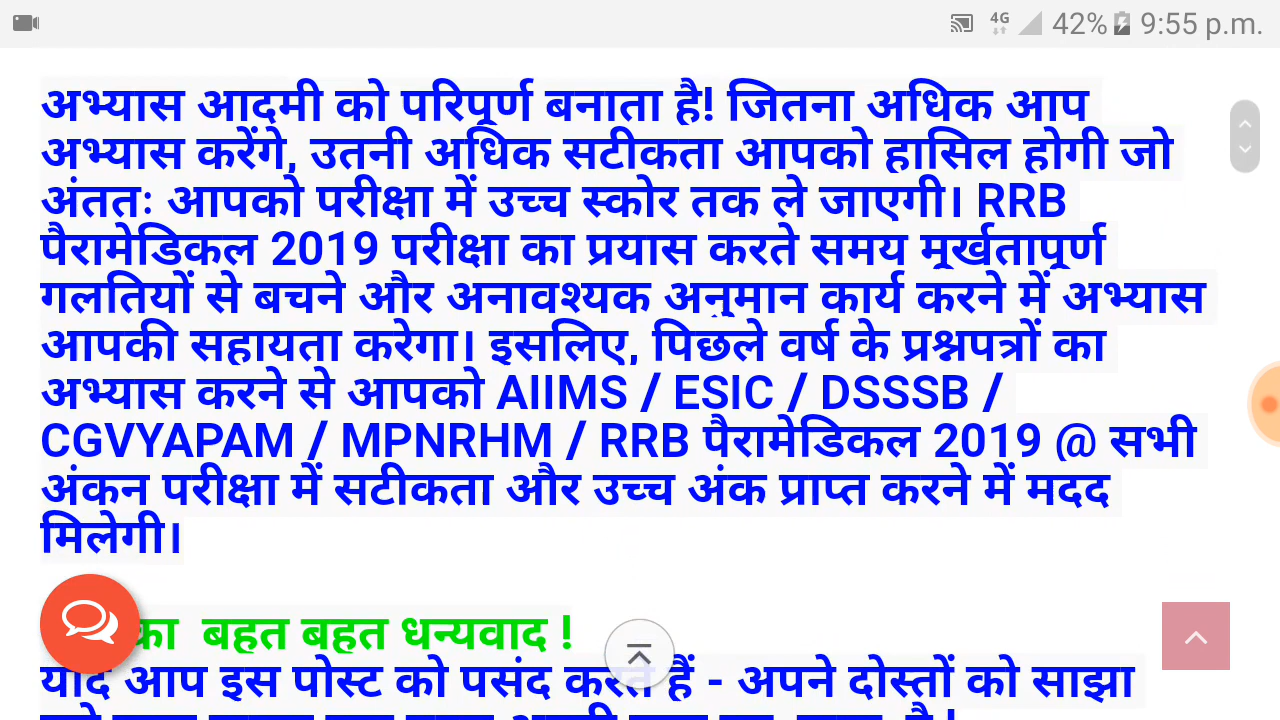 4G 42% 9:55 p.m.
अभ्यास आदमी को परिपूर्ण बनाता है! जितना अधिक आप
अभ्यास करेंगे, उतनी अधिक सटीकता आपको हासिल होगी जो
अंततः आपको परीक्षा में उच्च स्कोर तक ले जाएगी। RRB
पैरामेडिकल 2019 परीक्षा का प्रयास करते समय मूर्खतापूर्ण
गलतियों से बचने और अनावश्यक अनुमान कार्य करने में अभ्यास
आपकी सहायता करेगा। इसलिए, पिछले वर्ष के प्रश्नपत्रों का
अभ्यास करने से आपको AIIMS / ESIC / DSSSB /
CGVYAPAM / MPNRHM / RRB पैरामेडिकल 2019 @ सभी
अंकन परीक्षा में सटीकता और उच्च अंक प्राप्त करने में मदद
मिलेगी।
का बहुत बहुत धन्यवाद !
यदि आप इस पोस्ट को पसंद करते हैं - अपने दोस्तों को साझा